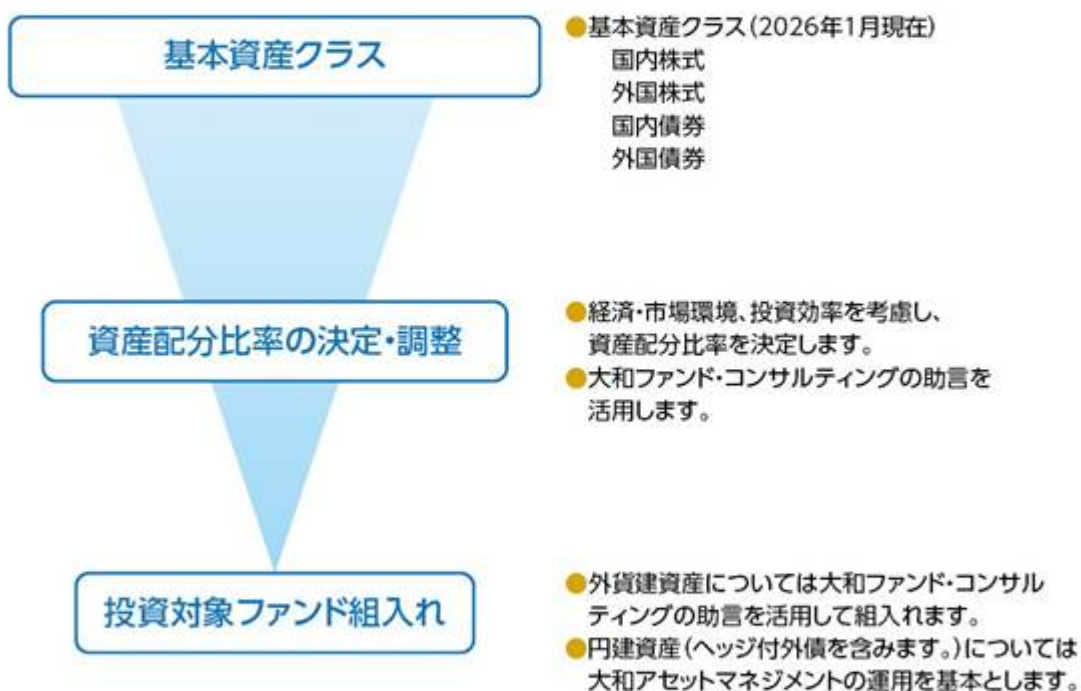 基本資産クラス
●基本資産クラス(2026年1月現在)
国内株式
外国株式
国内債券
外国債券
資産配分比率の決定・調整
●経済・市場環境、投資効率を考慮し、
資産配分比率を決定します。
●大和ファンド・コンサルティングの助言を
活用します。
投資対象ファンド組入れ
●外貨建資産については大和ファンド・コンサル
ティングの助言を活用して組入れます。
●円建資産(ヘッジ付外債を含みます。)については
大和アセットマネジメントの運用を基本とします。